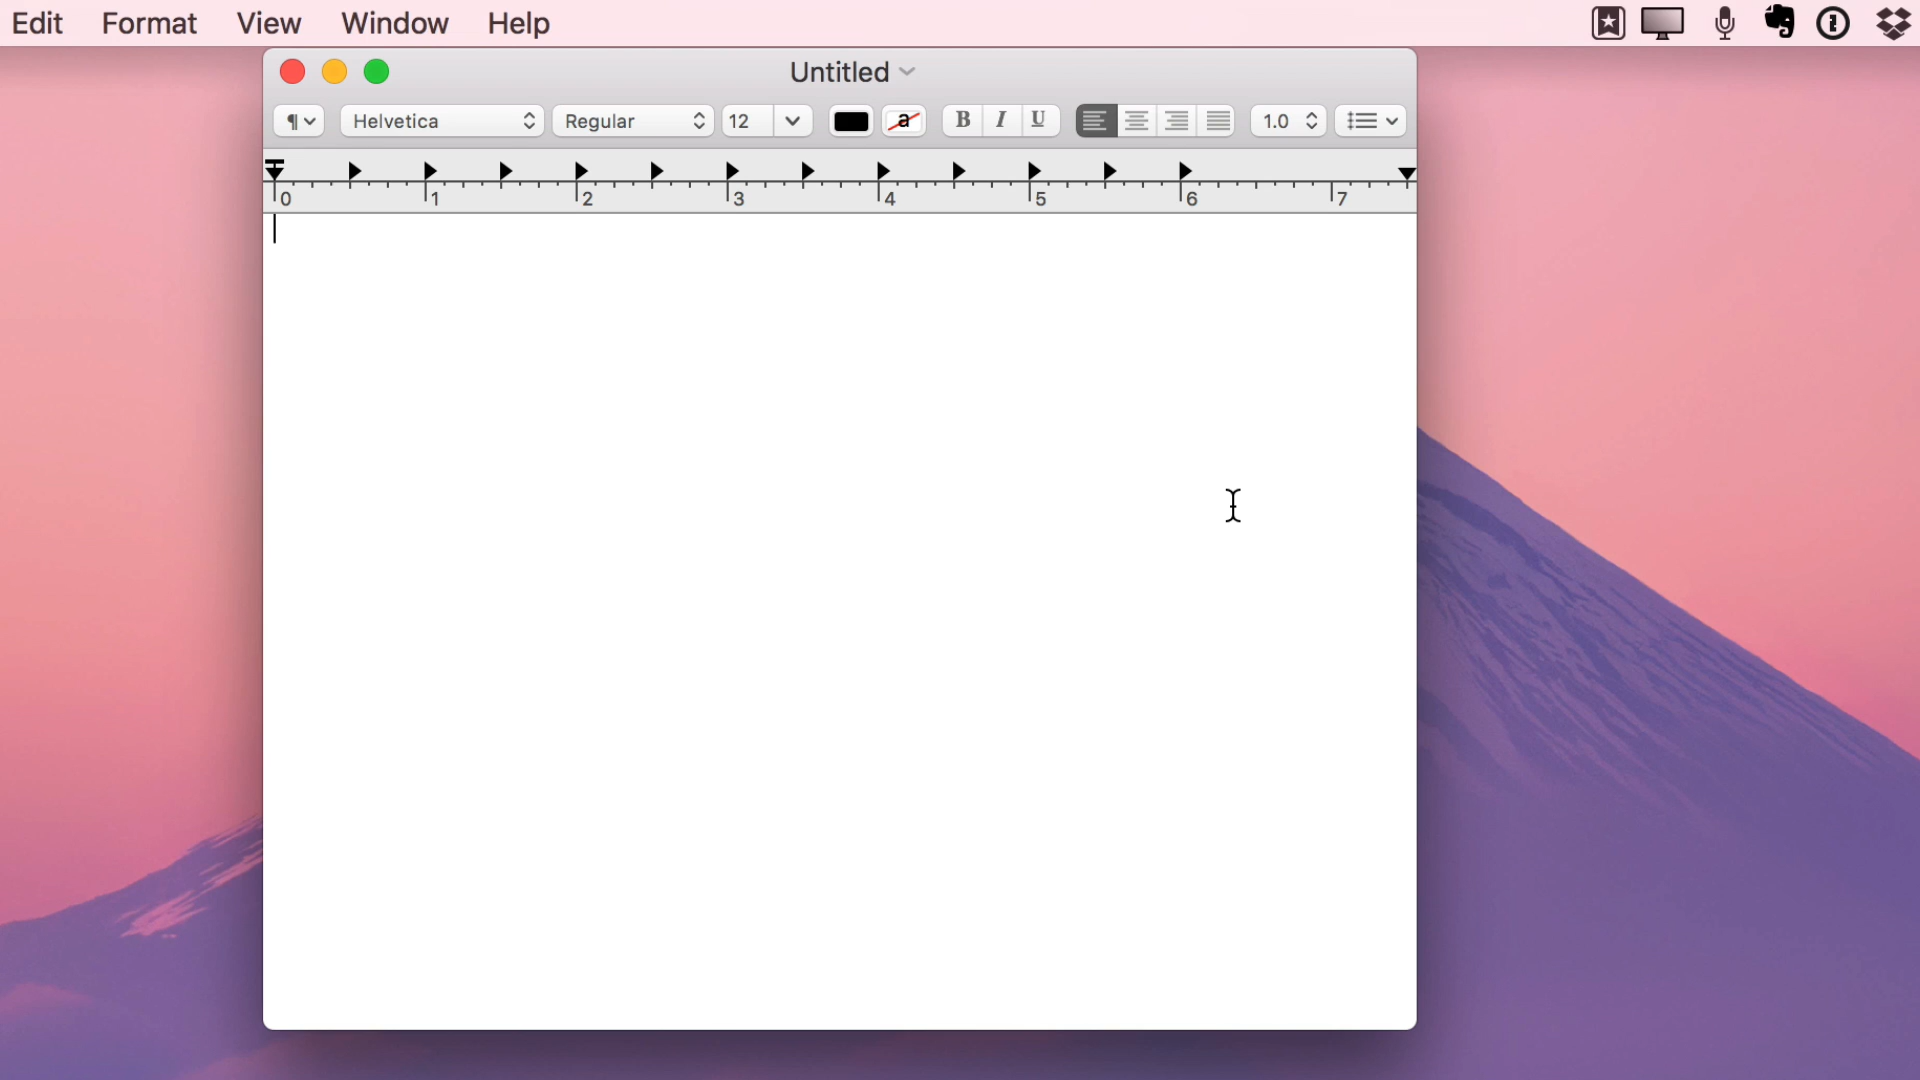 Edit Format View Window Help
Untitled
¶ Helvetica Regular 12 a B I U 1.0
0 1 2 3 4 5 6 7